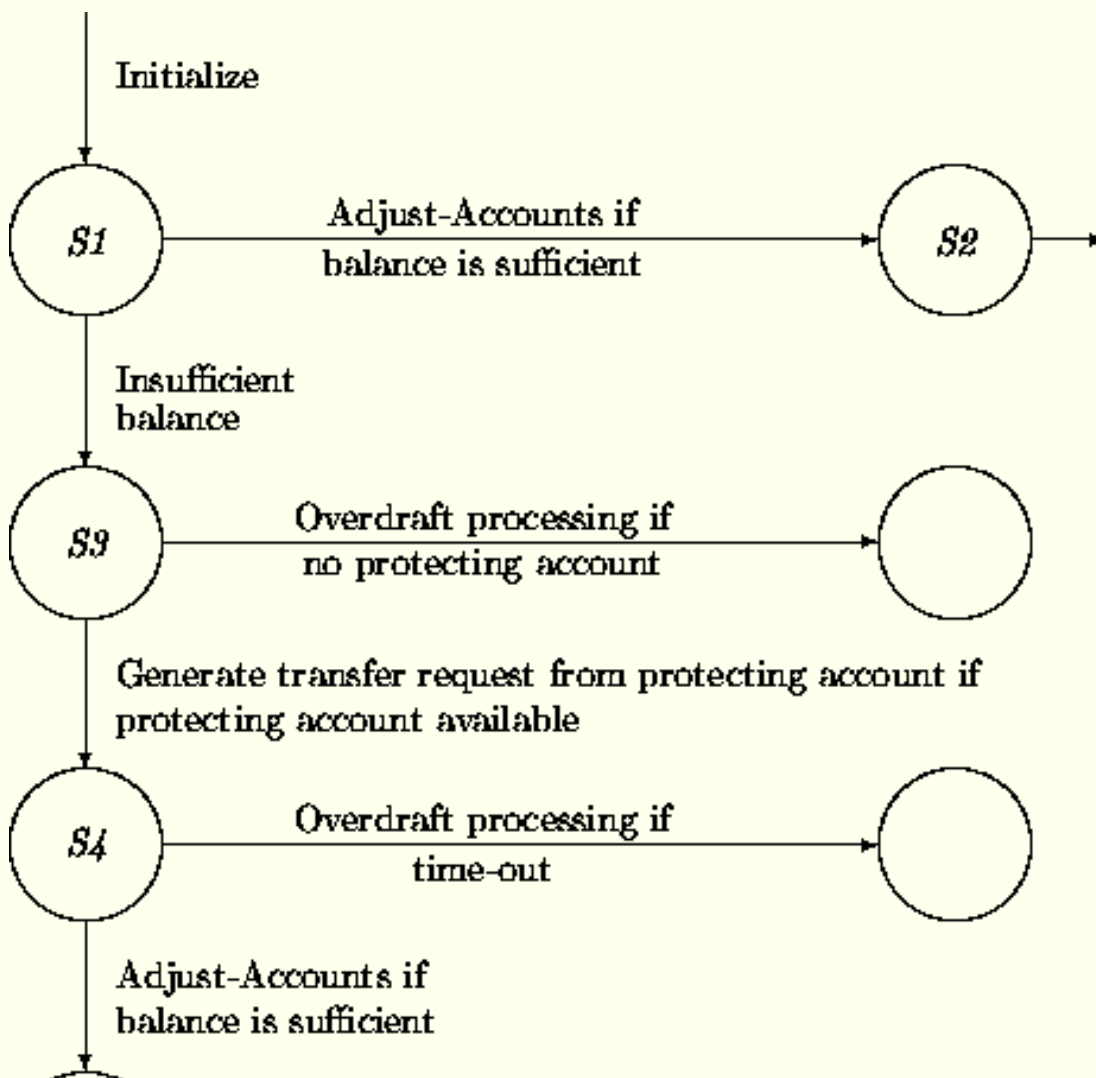 Initialize
S1
Adjust-Accounts if
balance is sufficient
S2
Insufficient
balance
S3
Overdraft processing if
no protecting account
Generate transfer request from protecting account if
protecting account available
S4
Overdraft processing if
time-out
Adjust-Accounts if
balance is sufficient